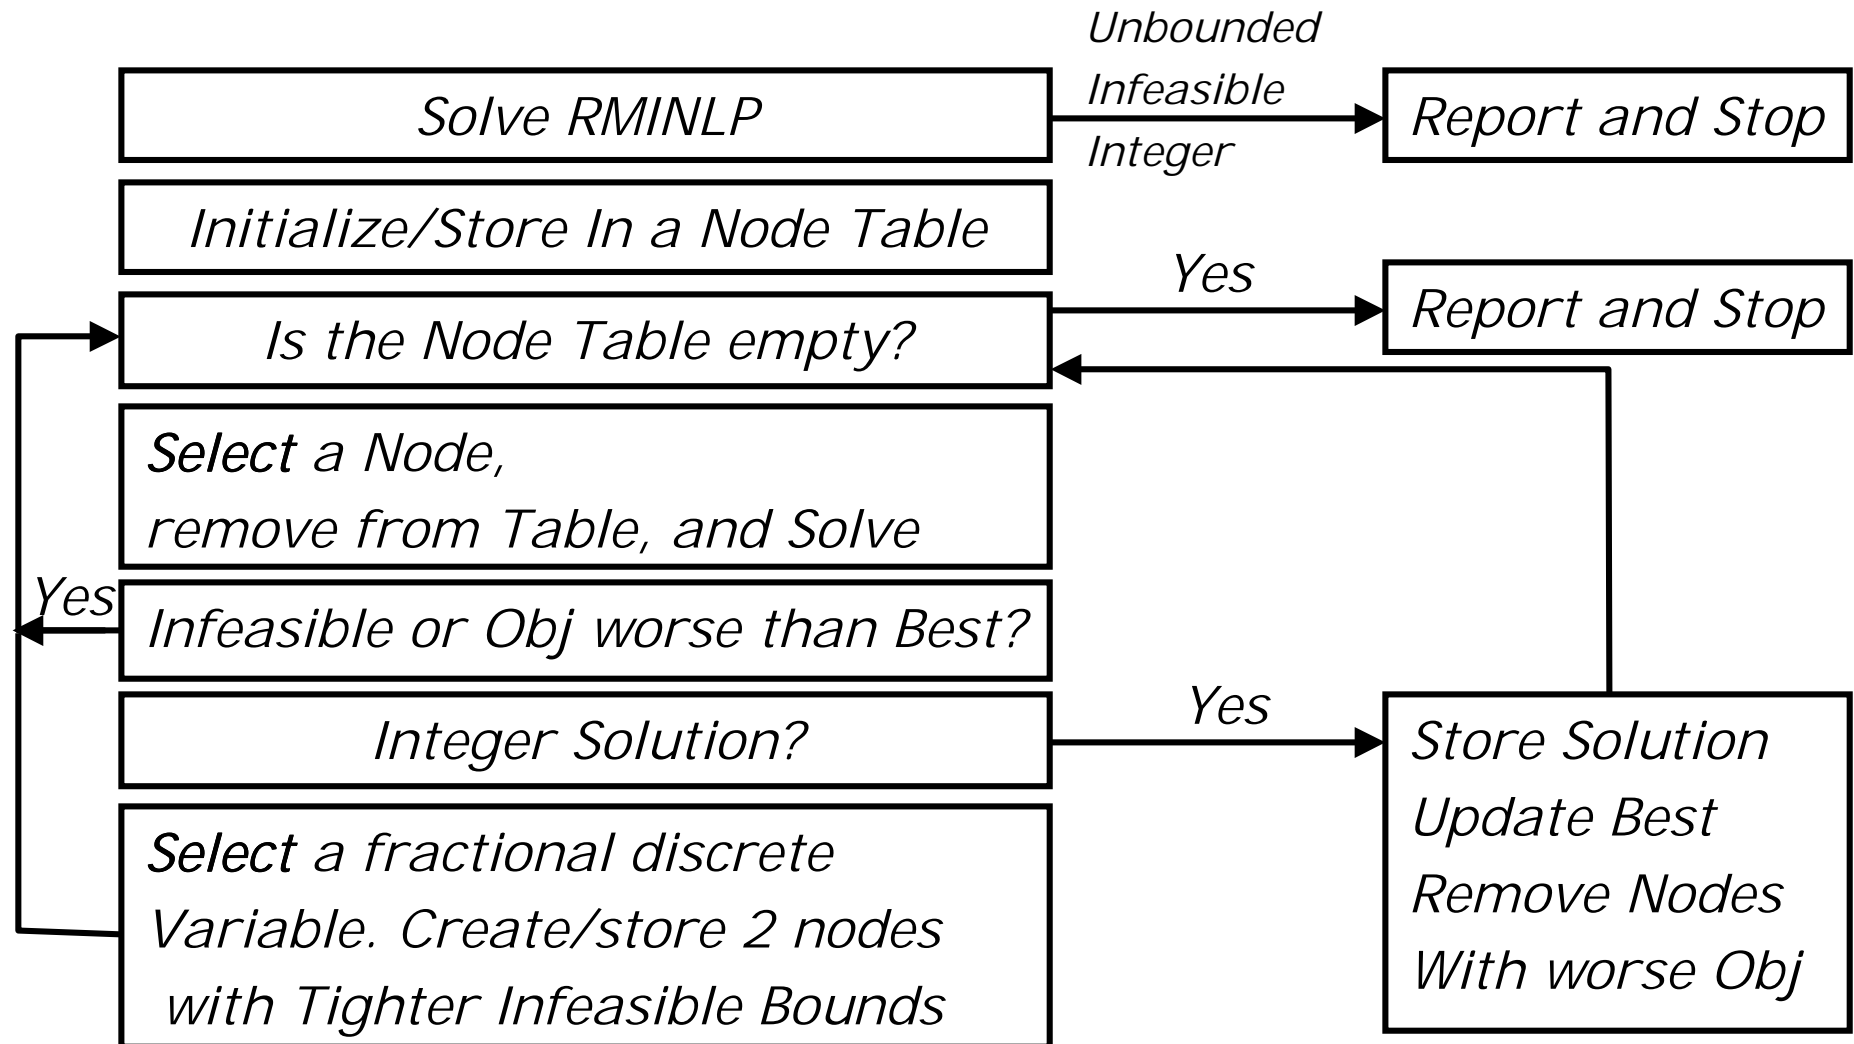 Unbounded
Infeasible
Integer
Solve RMINLP
Report and Stop
Initialize/Store In a Node Table
Yes
Report and Stop
Is the Node Table empty?
Select a Node,
remove from Table, and Solve
Yes
Infeasible or Obj worse than Best?
Integer Solution?
Yes
Store Solution
Update Best
Remove Nodes
With worse Obj
Select a fractional discrete
Variable. Create/store 2 nodes
with Tighter Infeasible Bounds